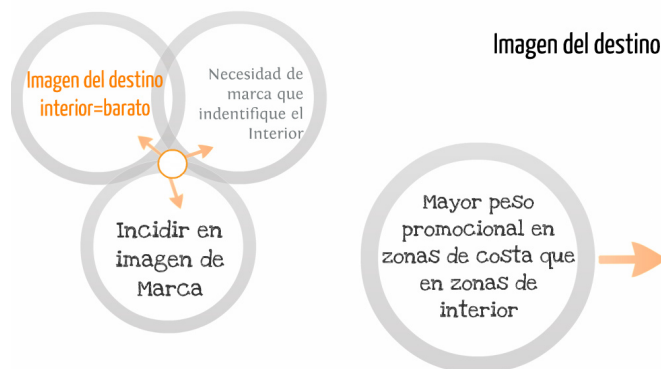 Imagen del destino
Imagen del destino
interior=barato
Necesidad de
marca que
indentifique el
Interior
Incidir en
imagen de
Marca
Mayor peso
promocional en
zonas de costa que
en zonas de
interior